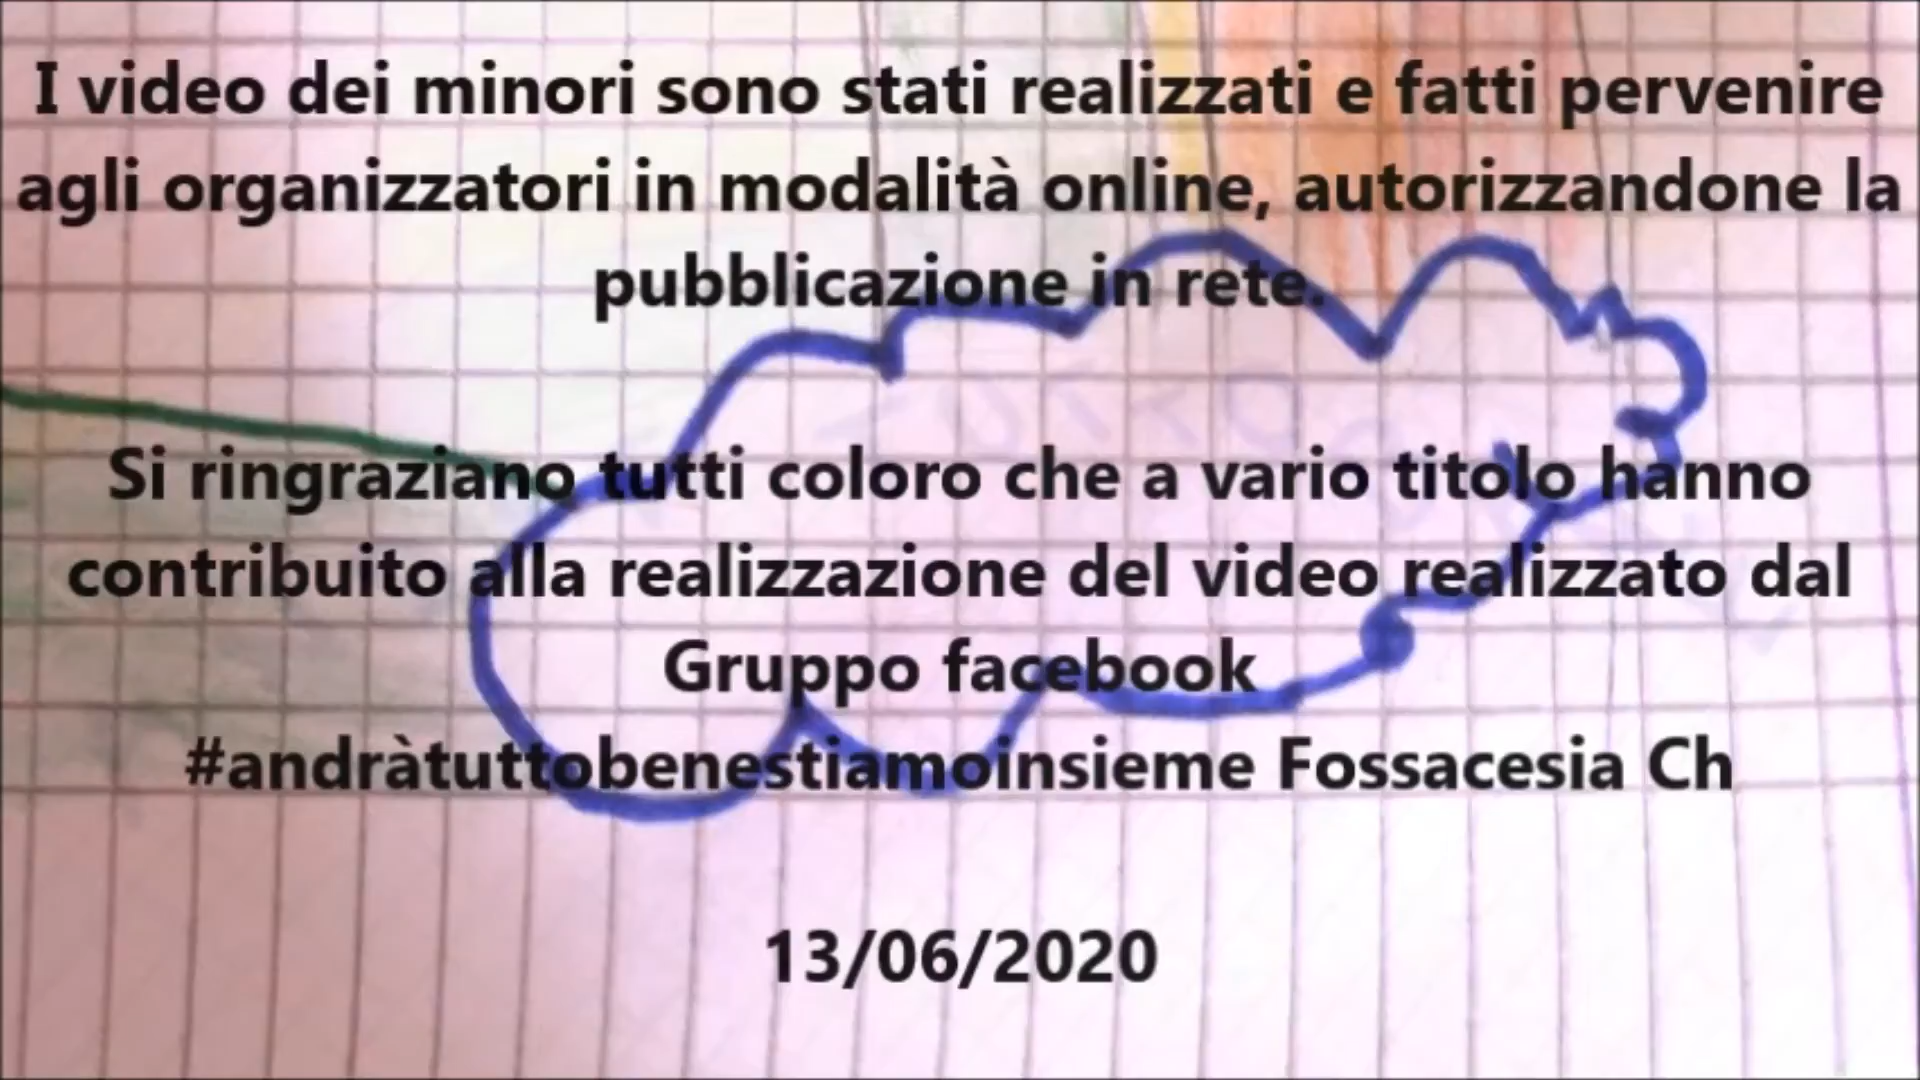 I video dei minori sono stati realizzati e fatti pervenire
agli organizzatori in modalità online, autorizzandone la
pubblicazione in rete.
Si ringraziano tutti coloro che a vario titolo hanno
contribuito alla realizzazione del video realizzato dal
Gruppo facebook
#andràtuttobenestiamoinsieme Fossacesia Ch
13/06/2020